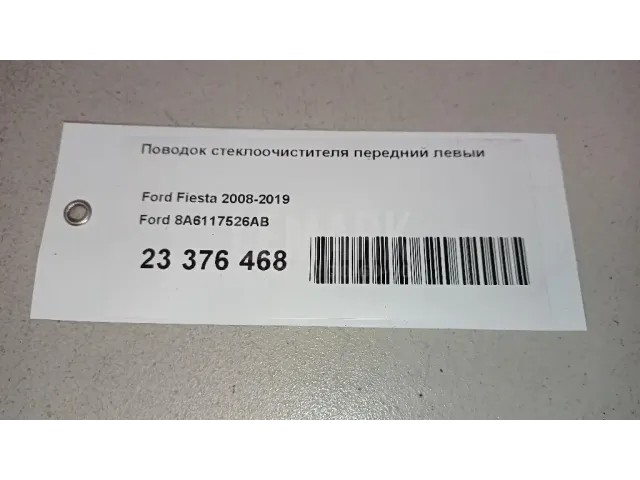 Поводок стеклоочистителя передний левый
Ford Fiesta 2008-2019
Ford 8A6117526AB
23 376 468